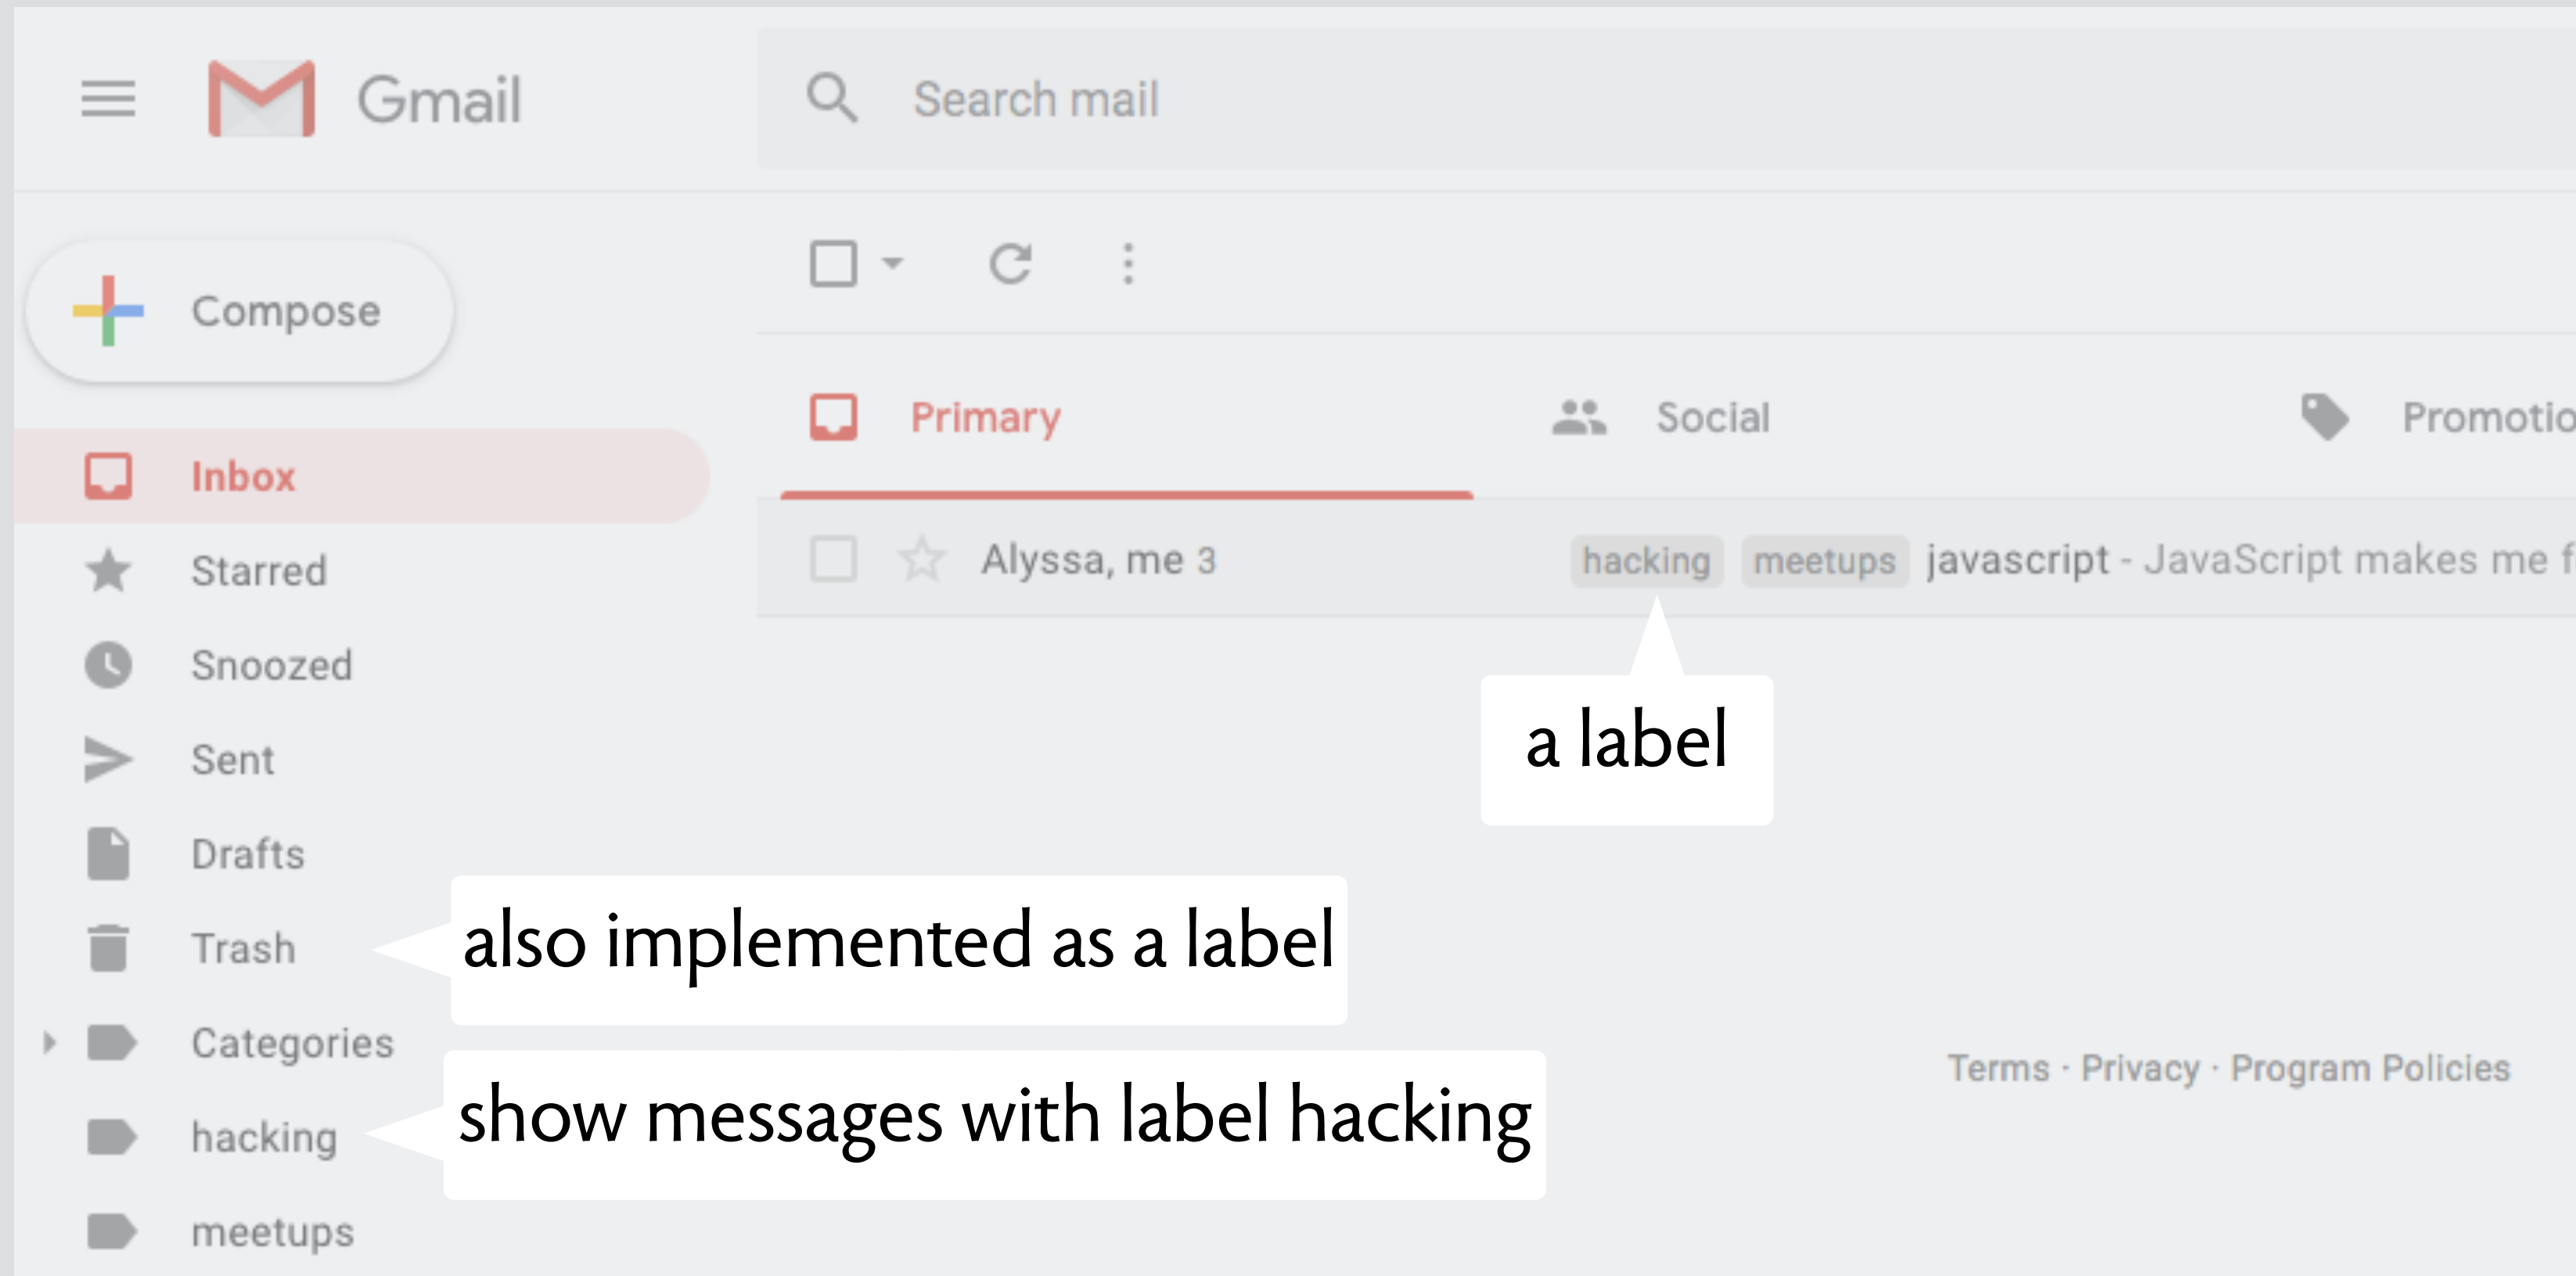 Gmail
Search mail
Compose
Primary
Social
Promotio
Inbox
Starred
Snoozed
Sent
Drafts
Trash
Categories
hacking
meetups
Alyssa, me 3
hacking meetups javascript - JavaScript makes me f
a label
also implemented as a label
show messages with label hacking
Terms · Privacy · Program Policies